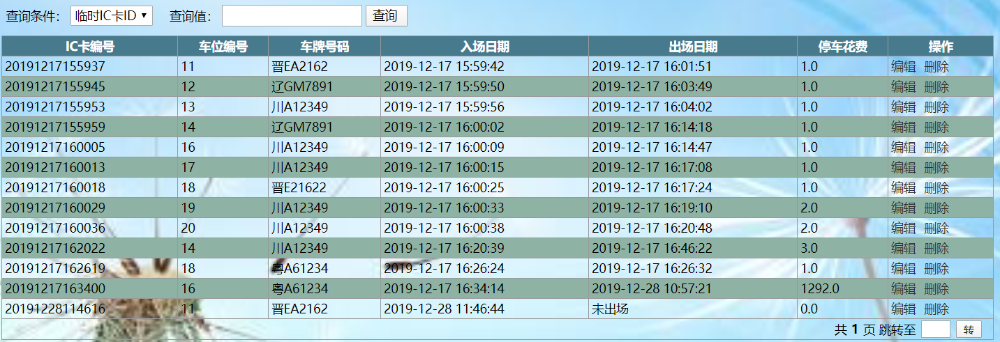 查询条件： 临时IC卡ID 查询值： 查询
IC卡编号 车位编号 车牌号码 入场日期 出场日期 停车花费 操作
20191217155937 11 晋EA2162 2019-12-17 15:59:42 2019-12-17 16:01:51 1.0 编辑 删除
20191217155945 12 辽GM7891 2019-12-17 15:59:50 2019-12-17 16:03:49 1.0 编辑 删除
20191217155953 13 川A12349 2019-12-17 15:59:56 2019-12-17 16:04:02 1.0 编辑 删除
20191217155959 14 辽GM7891 2019-12-17 16:00:02 2019-12-17 16:14:18 1.0 编辑 删除
20191217160005 16 川A12349 2019-12-17 16:00:09 2019-12-17 16:14:47 1.0 编辑 删除
20191217160013 17 川A12349 2019-12-17 16:00:15 2019-12-17 16:17:08 1.0 编辑 删除
20191217160018 18 晋E21622 2019-12-17 16:00:25 2019-12-17 16:17:24 1.0 编辑 删除
20191217160029 19 川A12349 2019-12-17 16:00:33 2019-12-17 16:19:10 2.0 编辑 删除
20191217160036 20 川A12349 2019-12-17 16:00:38 2019-12-17 16:20:48 2.0 编辑 删除
20191217162022 14 川A12349 2019-12-17 16:20:39 2019-12-17 16:46:22 3.0 编辑 删除
20191217162619 18 粤A61234 2019-12-17 16:26:24 2019-12-17 16:26:32 1.0 编辑 删除
20191217163400 16 粤A61234 2019-12-17 16:34:14 2019-12-28 10:57:21 1292.0 编辑 删除
20191228114616 11 晋EA2162 2019-12-28 11:46:44 未出场 0.0 编辑 删除
共 1 页 跳转至 转